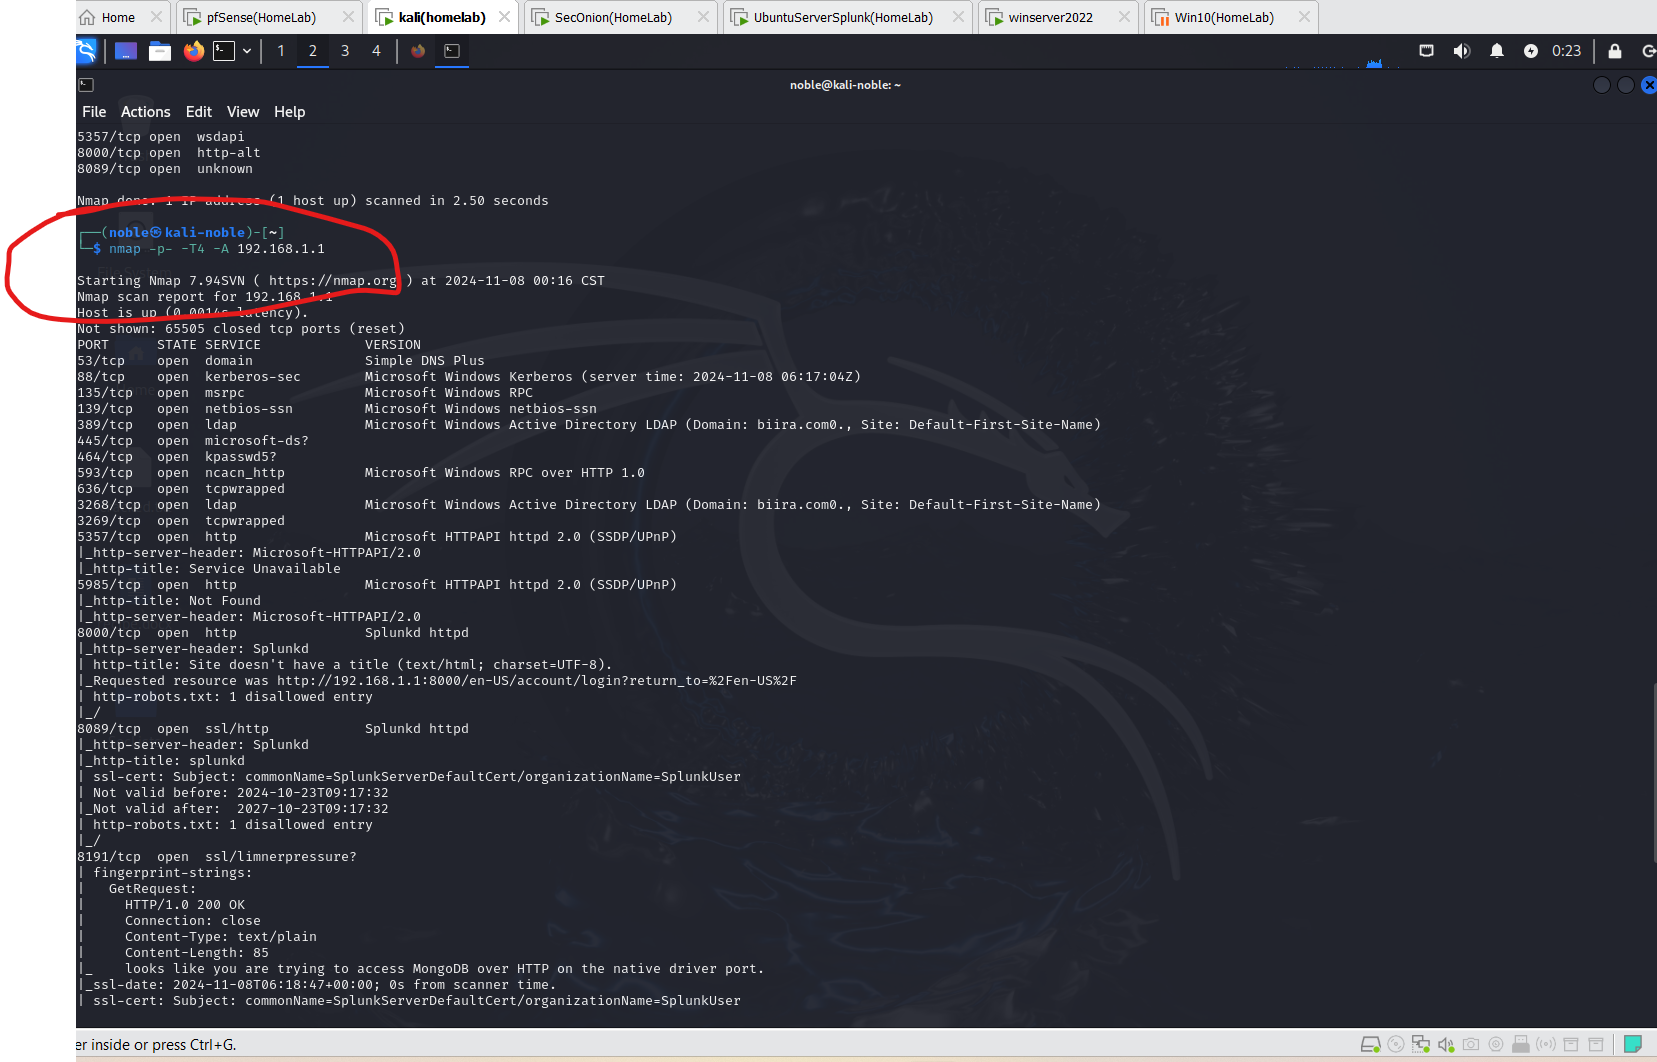 Home
pfSense(HomeLab)
kali(homelab)
SecOnion(HomeLab)
UbuntuServerSplunk(HomeLab)
winserver2022
Win10(HomeLab)
1 2 3 4
0:23
noble@kali-noble: ~
File Actions Edit View Help
5357/tcp open  wsdapi
8000/tcp open  http-alt
8089/tcp open  unknown
Nmap done: 1 IP address (1 host up) scanned in 2.50 seconds
┌──(noble㉿kali-noble)-[~]
└─$ nmap -p- -T4 -A 192.168.1.1
Starting Nmap 7.94SVN ( https://nmap.org ) at 2024-11-08 00:16 CST
Nmap scan report for 192.168.1.1
Host is up (0.0014s latency).
Not shown: 65505 closed tcp ports (reset)
PORT      STATE SERVICE             VERSION
53/tcp    open  domain              Simple DNS Plus
88/tcp    open  kerberos-sec        Microsoft Windows Kerberos (server time: 2024-11-08 06:17:04Z)
135/tcp   open  msrpc               Microsoft Windows RPC
139/tcp   open  netbios-ssn         Microsoft Windows netbios-ssn
389/tcp   open  ldap                Microsoft Windows Active Directory LDAP (Domain: biira.com0., Site: Default-First-Site-Name)
445/tcp   open  microsoft-ds?
464/tcp   open  kpasswd5?
593/tcp   open  ncacn_http          Microsoft Windows RPC over HTTP 1.0
636/tcp   open  tcpwrapped
3268/tcp  open  ldap                Microsoft Windows Active Directory LDAP (Domain: biira.com0., Site: Default-First-Site-Name)
3269/tcp  open  tcpwrapped
5357/tcp  open  http                Microsoft HTTPAPI httpd 2.0 (SSDP/UPnP)
|_http-server-header: Microsoft-HTTPAPI/2.0
|_http-title: Service Unavailable
5985/tcp  open  http                Microsoft HTTPAPI httpd 2.0 (SSDP/UPnP)
|_http-title: Not Found
|_http-server-header: Microsoft-HTTPAPI/2.0
8000/tcp  open  http                Splunkd httpd
|_http-server-header: Splunkd
| http-title: Site doesn't have a title (text/html; charset=UTF-8).
|_Requested resource was http://192.168.1.1:8000/en-US/account/login?return_to=%2Fen-US%2F
| http-robots.txt: 1 disallowed entry
|_/
8089/tcp  open  ssl/http            Splunkd httpd
|_http-server-header: Splunkd
|_http-title: splunkd
| ssl-cert: Subject: commonName=SplunkServerDefaultCert/organizationName=SplunkUser
| Not valid before: 2024-10-23T09:17:32
|_Not valid after:  2027-10-23T09:17:32
| http-robots.txt: 1 disallowed entry
|_/
8191/tcp  open  ssl/limnerpressure?
| fingerprint-strings:
|   GetRequest:
|     HTTP/1.0 200 OK
|     Connection: close
|     Content-Type: text/plain
|     Content-Length: 85
|_    looks like you are trying to access MongoDB over HTTP on the native driver port.
|_ssl-date: 2024-11-08T06:18:47+00:00; 0s from scanner time.
| ssl-cert: Subject: commonName=SplunkServerDefaultCert/organizationName=SplunkUser
er inside or press Ctrl+G.